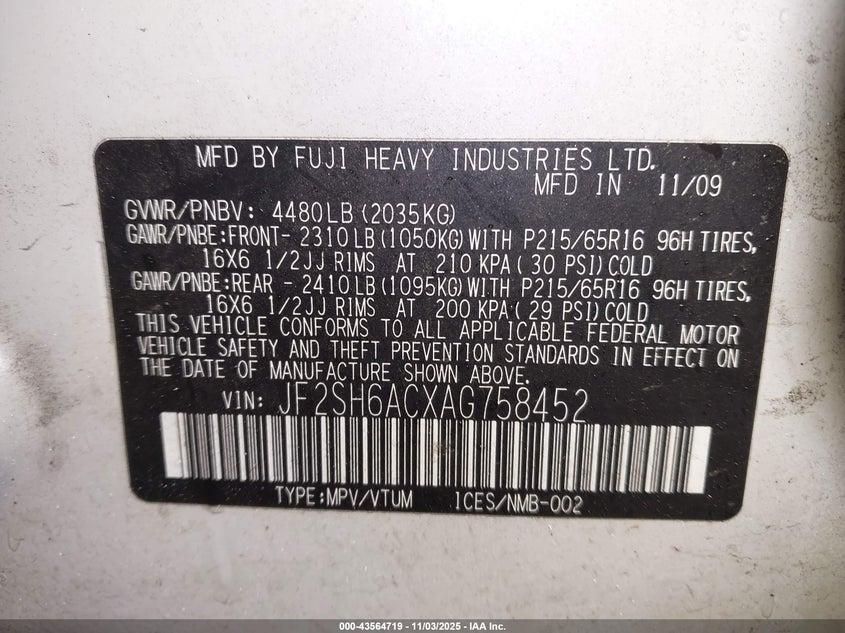 MFD BY FUJI HEAVY INDUSTRIES LTD.
MFD IN 11/09
GVWR/PNBV: 4480LB(2035KG)
GAWR/PNBE:FRONT- 2310LB(1050KG)WITH P215/65R16 96H TIRES,
16X6 1/2JJ RIMS AT 210 KPA( 30 PSI)COLD
GAWR/PNBE:REAR - 2410LB(1095KG)WITH P215/65R16 96H TIRES,
16X6 1/2JJ RIMS AT 200 KPA( 29 PSI)COLD
THIS VEHICLE CONFORMS TO ALL APPLICABLE FEDERAL MOTOR
VEHICLE SAFETY AND THEFT PREVENTION STANDARDS IN EFFECT ON
THE DATE OF MANUFACTURE SHOWN ABOVE.
VIN: JF2SH6ACXAG758452
TYPE:MPV/VTUM ICES/NMB-002
000-43564719 - 11/03/2025 - IAA Inc.